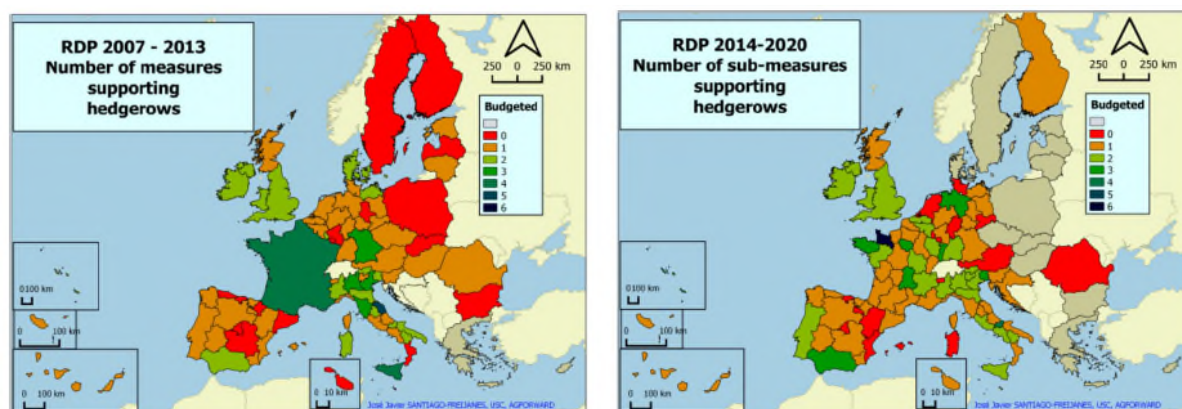 RDP 2007 - 2013
Number of measures
supporting
hedgerows
250 0 250 km
Budgeted
0
1
2
3
4
5
6
0 100 km
0 100 km
0 100 km
0 10 km
José Javier SANTIAGO-FREIJANES, USC, AGFORWARD
RDP 2014-2020
Number of sub-measures
supporting
hedgerows
250 0 250 km
Budgeted
0
1
2
3
4
5
6
0 100 km
0 100 km
0 100 km
0 10 km
José Javier SANTIAGO-FREIJANES, USC, AGFORWARD